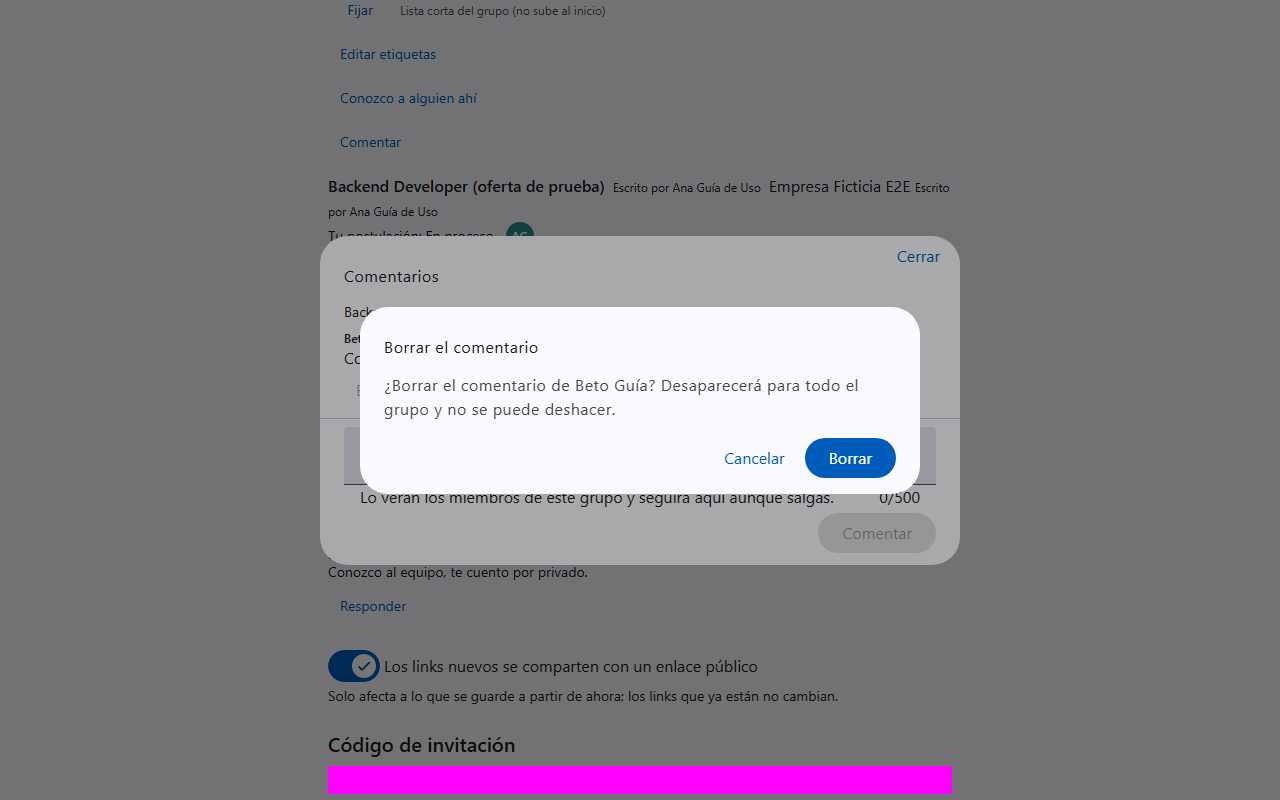 Fijar Lista corta del grupo (no sube al inicio)
Editar etiquetas
Conozco a alguien ahí
Comentar
Backend Developer (oferta de prueba) Escrito por Ana Guía de Uso Empresa Ficticia E2E Escrito
por Ana Guía de Uso
Tu postulación: En proceso AG
Cerrar
Comentarios
Borrar el comentario
¿Borrar el comentario de Beto Guía? Desaparecerá para todo el
grupo y no se puede deshacer.
Cancelar Borrar
Lo verán los miembros de este grupo y seguirá aquí aunque salgas. 0/500
Comentar
Conozco al equipo, te cuento por privado.
Responder
Los links nuevos se comparten con un enlace público
Solo afecta a lo que se guarde a partir de ahora; los links que ya están no cambian.
Código de invitación